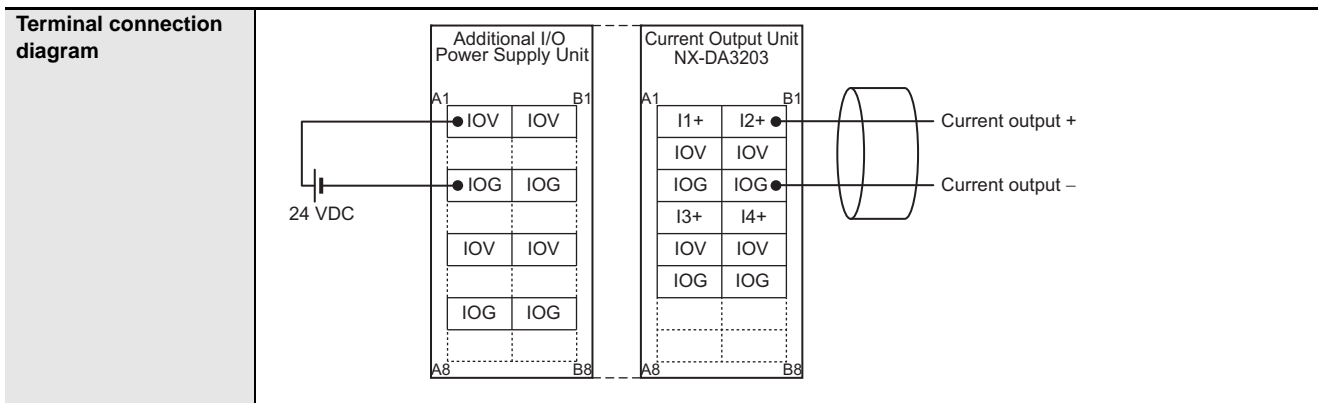 Terminal connection
diagram
Additional I/O
Power Supply Unit
A1 B1
IOV IOV
IOG IOG
IOV IOV
IOG IOG
A8 B8
24 VDC
Current Output Unit
NX-DA3203
A1 B1
I1+ I2+
IOV IOV
IOG IOG
I3+ I4+
IOV IOV
IOG IOG
A8 B8
Current output +
Current output −